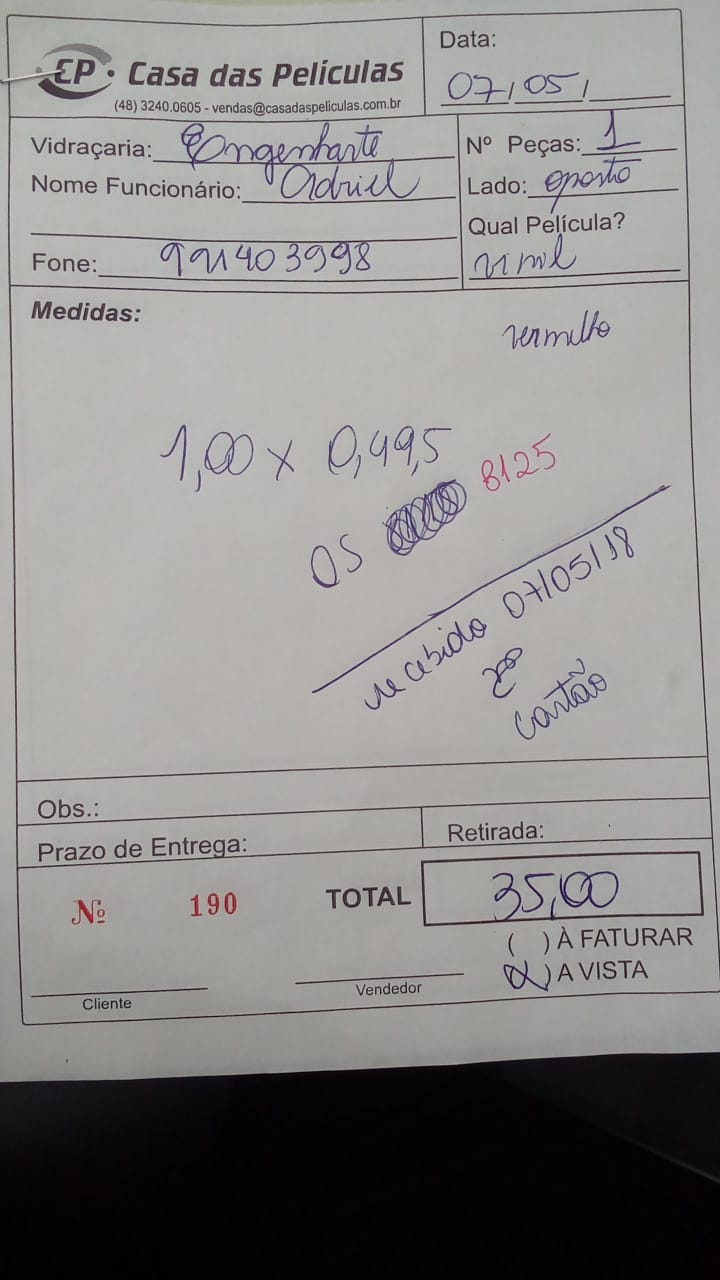 CP · Casa das Películas
(48) 3240.0605 - vendas@casadaspeliculas.com.br
Data:
07/05/
Vidraçaria: Engenharte
Nome Funcionário: Adriel
Fone: 991403998
Nº Peças: 1
Lado: oposto
Qual Película?
vinil
Medidas:
vermelho
1,00 x 0,49,5
OS 8125
recebido 07/05/18
cartão
Obs.:
Prazo de Entrega:
Retirada:
Nº 190
TOTAL 35,00
( ) À FATURAR
(X) A VISTA
Cliente
Vendedor